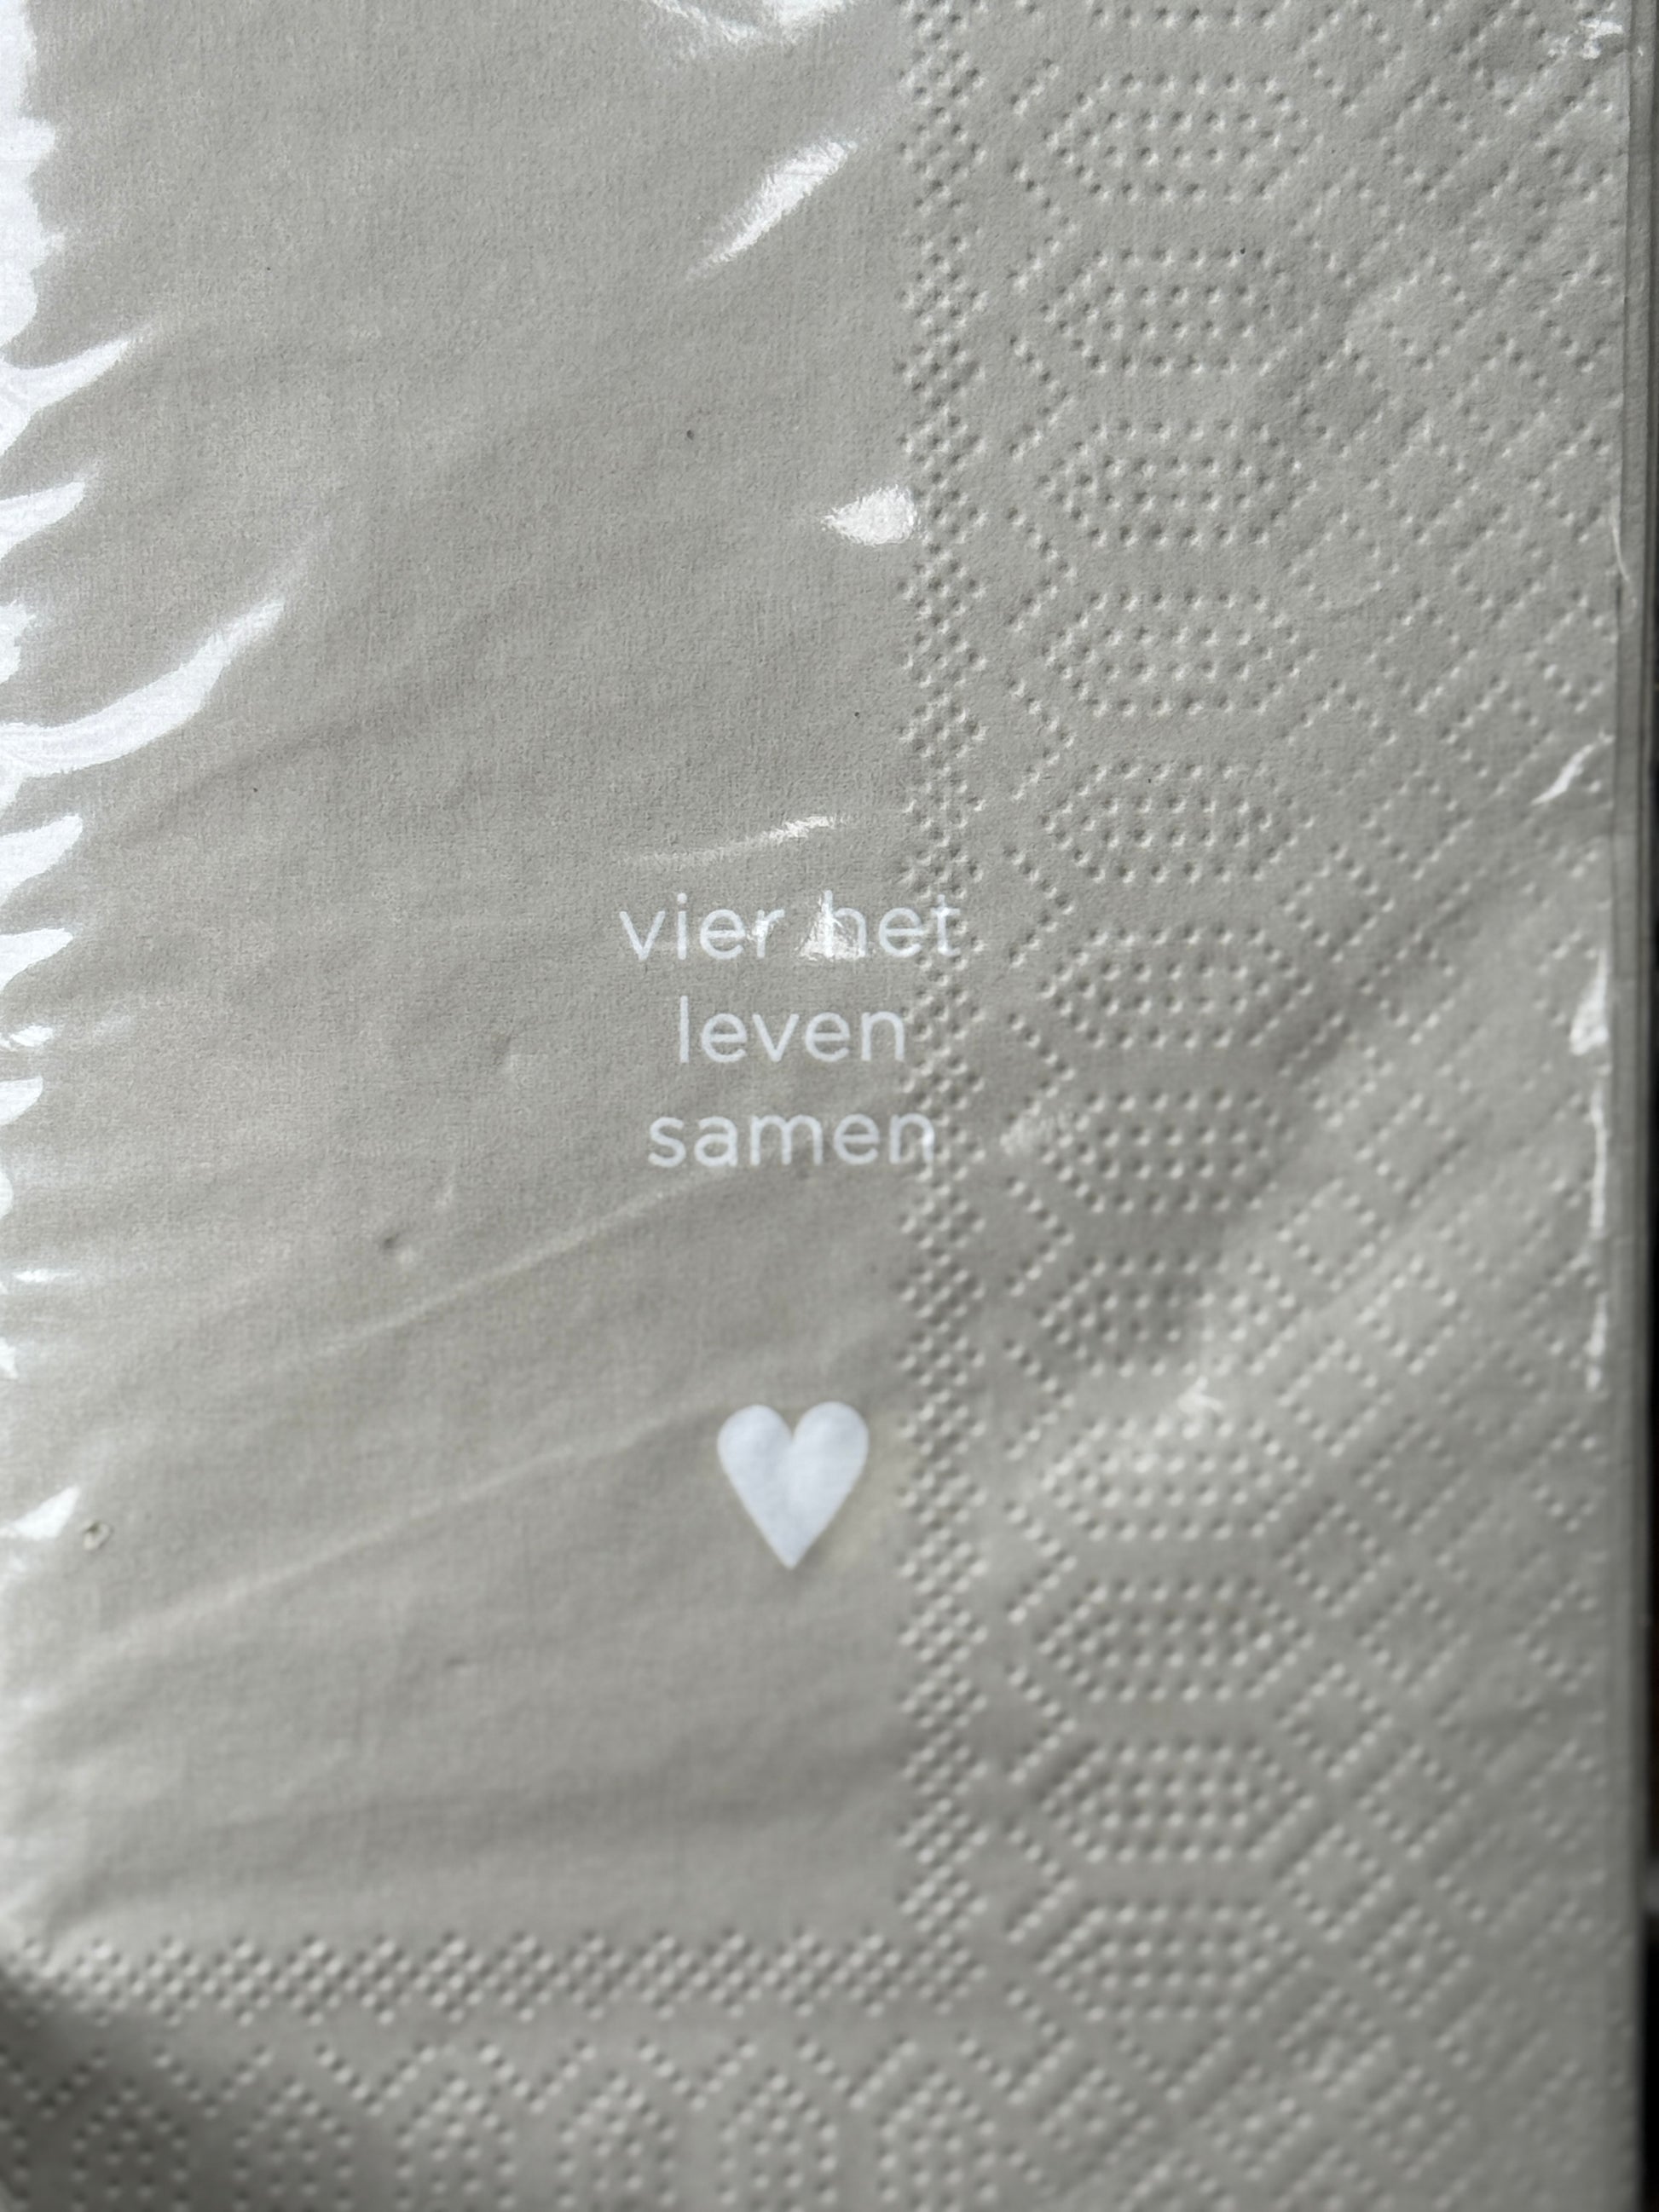 vier het
leven
samen